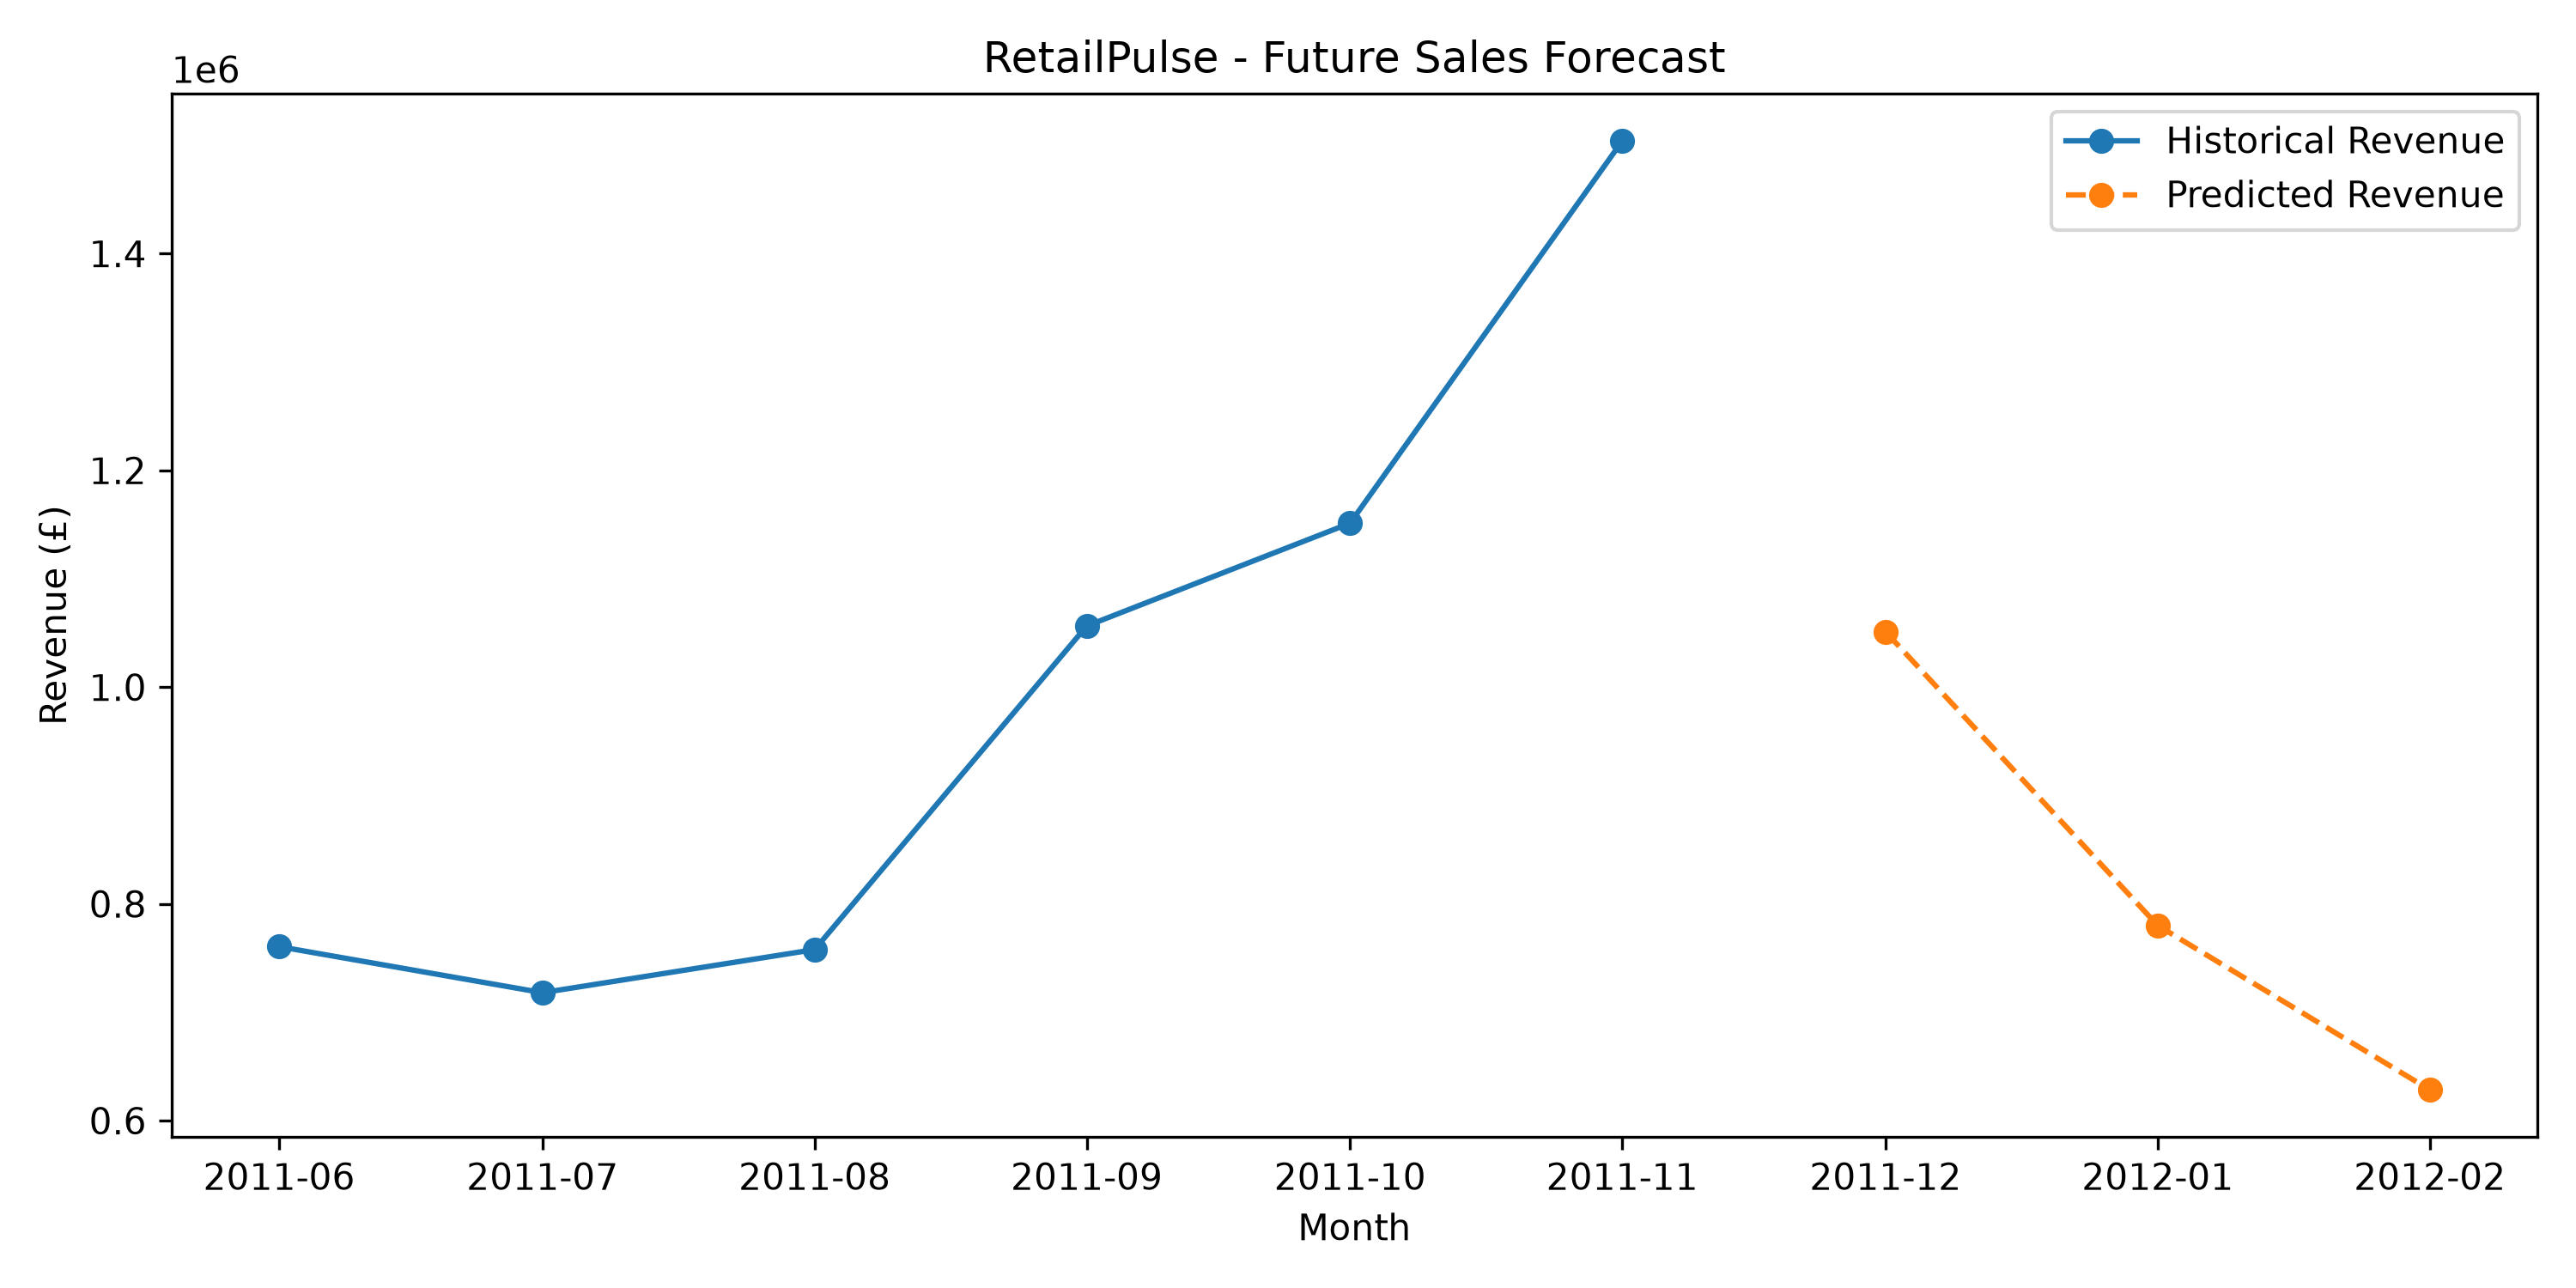 RetailPulse - Future Sales Forecast
1e6
Historical Revenue
Predicted Revenue
1.4
1.2
1.0
0.8
0.6
Revenue (£)
2011-06 2011-07 2011-08 2011-09 2011-10 2011-11 2011-12 2012-01 2012-02
Month